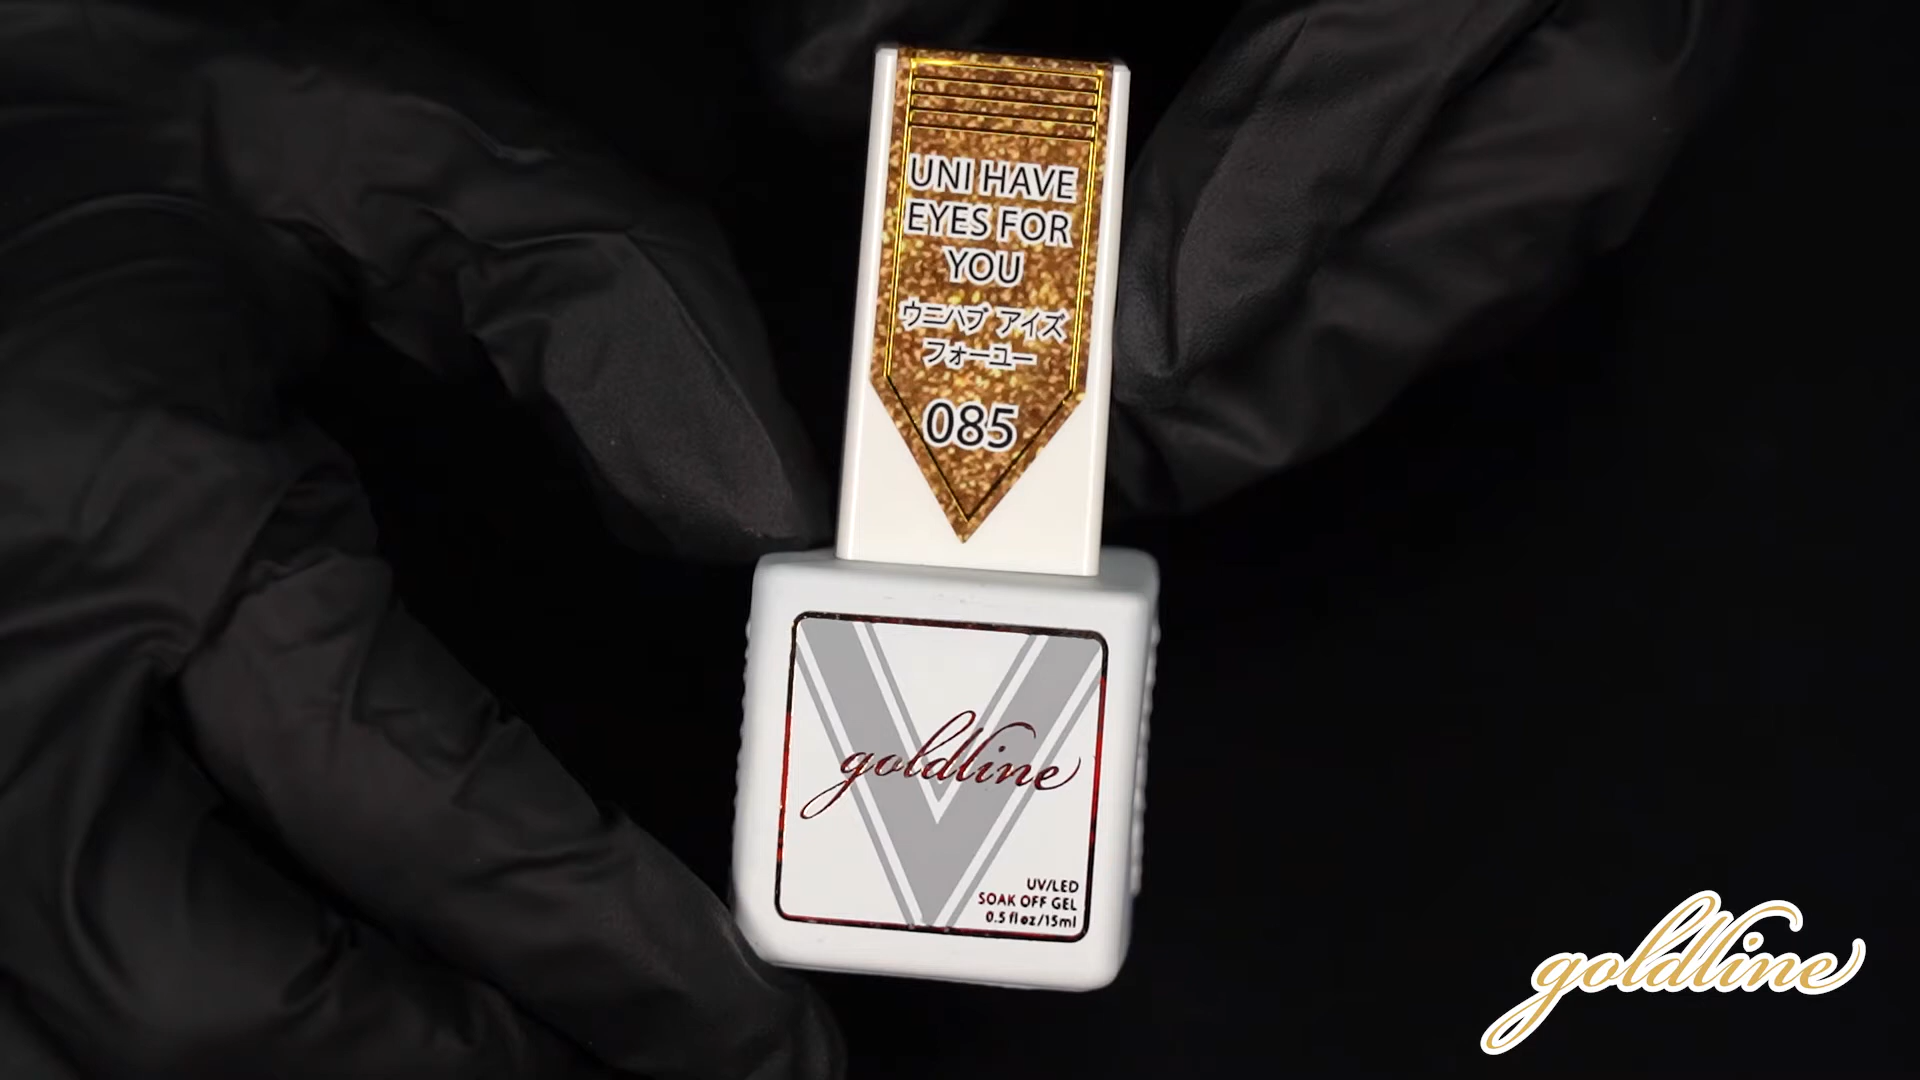 UNI HAVE
EYES FOR
YOU
ウニハブ アイズ
フォーユー
085
goldline
UV/LED
SOAK OFF GEL
0.5 fl oz/15ml
goldline